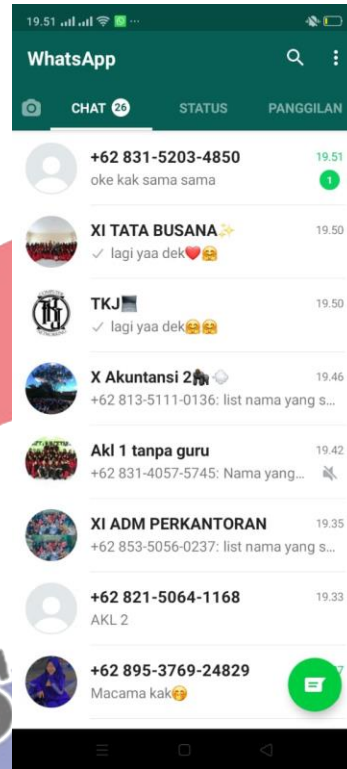 19.51
WhatsApp
CHAT 26 STATUS PANGGILAN
+62 831-5203-4850 19.51
oke kak sama sama 1
XI TATA BUSANA✨ 19.50
✓ lagi yaa dek❤️🤗
TKJ💻 19.50
✓ lagi yaa dek🤗🤗
X Akuntansi 2🦍💨 19.46
+62 813-5111-0136: list nama yang s...
Akl 1 tanpa guru 19.42
+62 831-4057-5745: Nama yang...
XI ADM PERKANTORAN 19.35
+62 853-5056-0237: list nama yang s...
+62 821-5064-1168 19.33
AKL 2
+62 895-3769-24829
Macama kak🤗